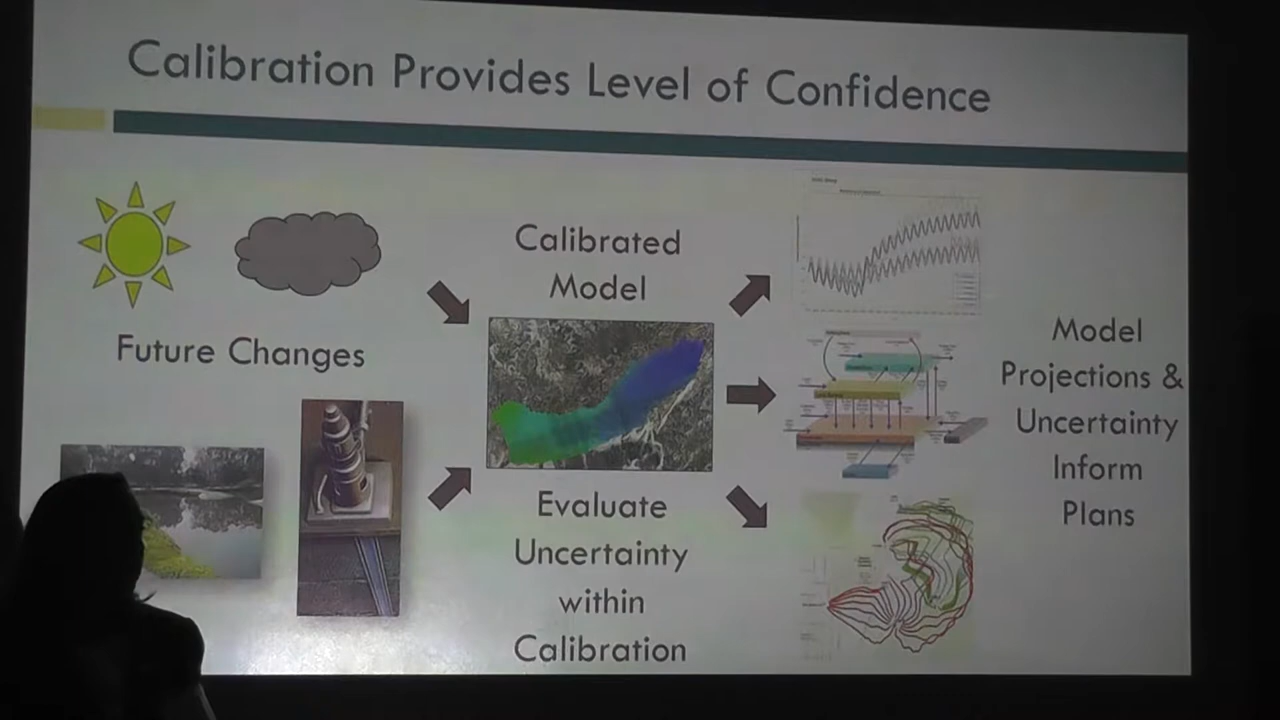 Calibration Provides Level of Confidence
Future Changes
Calibrated
Model
Evaluate
Uncertainty
within
Calibration
Model
Projections &
Uncertainty
Inform
Plans